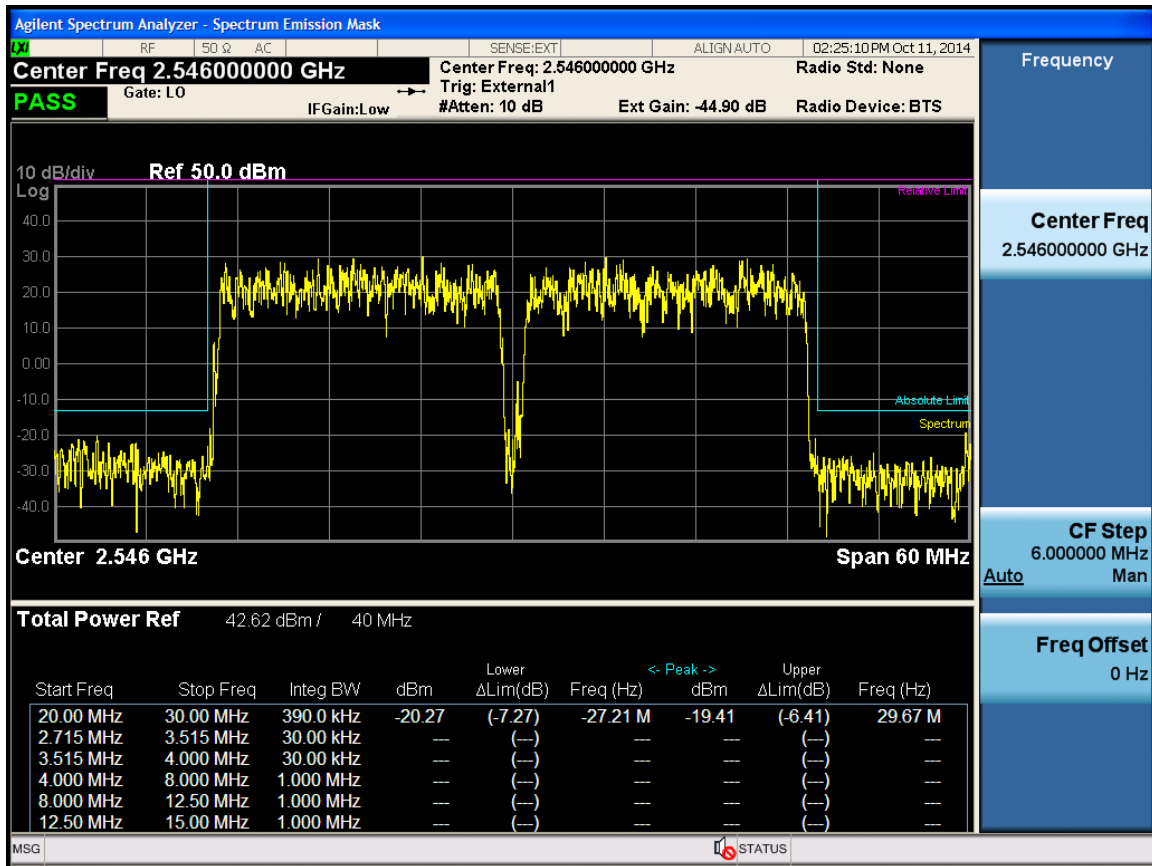 Agilent Spectrum Analyzer - Spectrum Emission Mask
LXI RF 50 Ω AC SENSE:EXT ALIGN AUTO 02:25:10 PM Oct 11, 2014
Center Freq 2.546000000 GHz Center Freq: 2.546000000 GHz Radio Std: None
PASS Gate: LO Trig: External1
IFGain:Low #Atten: 10 dB Ext Gain: -44.90 dB Radio Device: BTS
10 dB/div Ref 50.0 dBm
Log
Relative Limit
40.0
30.0
20.0
10.0
0.00
-10.0
Absolute Limit
Spectrum
-20.0
-30.0
-40.0
Center 2.546 GHz Span 60 MHz
Total Power Ref 42.62 dBm / 40 MHz
Lower <- Peak -> Upper
Start Freq Stop Freq Integ BW dBm ΔLim(dB) Freq (Hz) dBm ΔLim(dB) Freq (Hz)
20.00 MHz 30.00 MHz 390.0 kHz -20.27 (-7.27) -27.21 M -19.41 (-6.41) 29.67 M
2.715 MHz 3.515 MHz 30.00 kHz --- (---) --- --- (---) ---
3.515 MHz 4.000 MHz 30.00 kHz --- (---) --- --- (---) ---
4.000 MHz 8.000 MHz 1.000 MHz --- (---) --- --- (---) ---
8.000 MHz 12.50 MHz 1.000 MHz --- (---) --- --- (---) ---
12.50 MHz 15.00 MHz 1.000 MHz --- (---) --- --- (---) ---
MSG STATUS
Frequency
Center Freq
2.546000000 GHz
CF Step
6.000000 MHz
Auto Man
Freq Offset
0 Hz